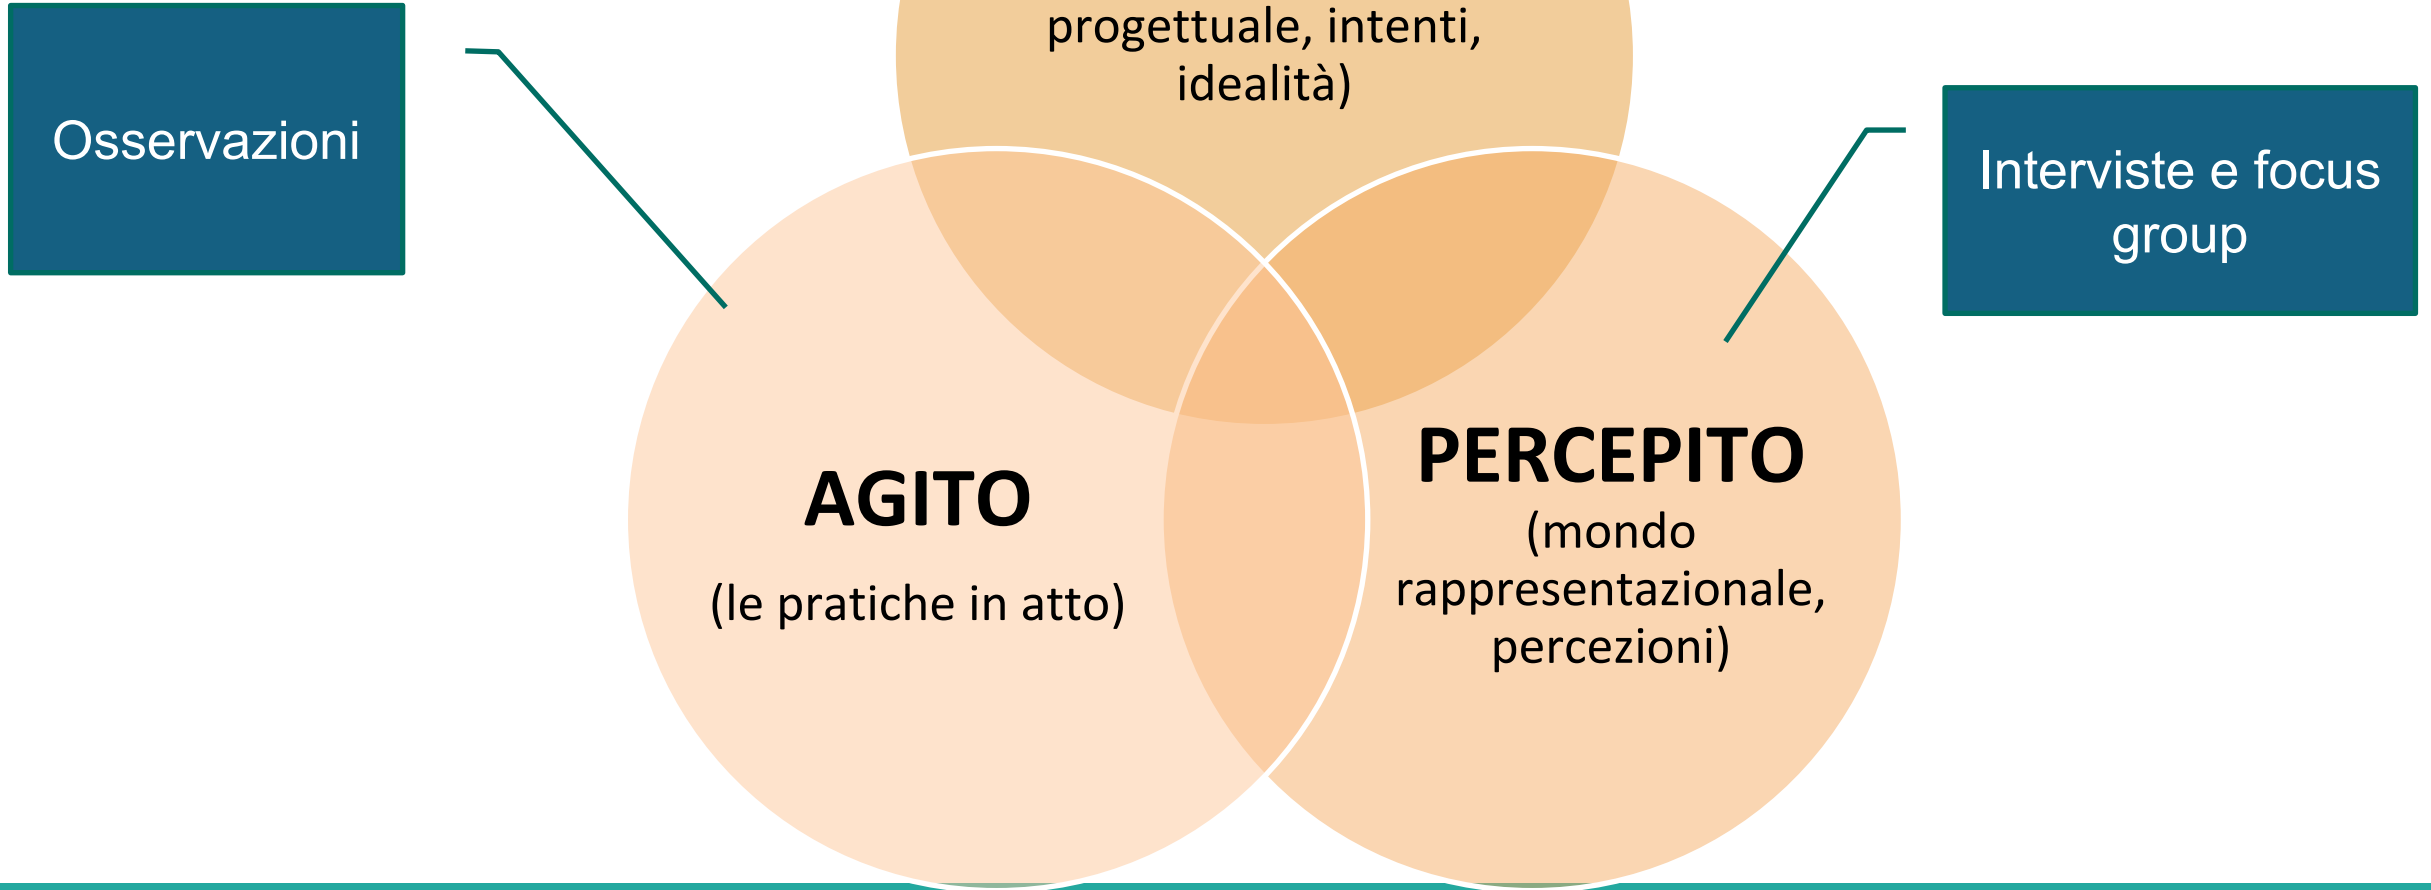 progettuale, intenti,
idealità)
Osservazioni
Interviste e focus
group
AGITO
(le pratiche in atto)
PERCEPITO
(mondo
rappresentazionale,
percezioni)